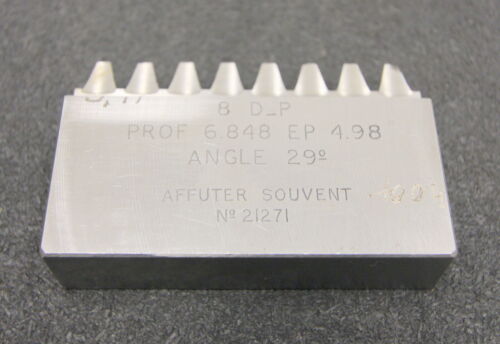 8 D_P
PROF 6.848 EP 4.98
ANGLE 29º
AFFUTER SOUVENT
Nº 21271